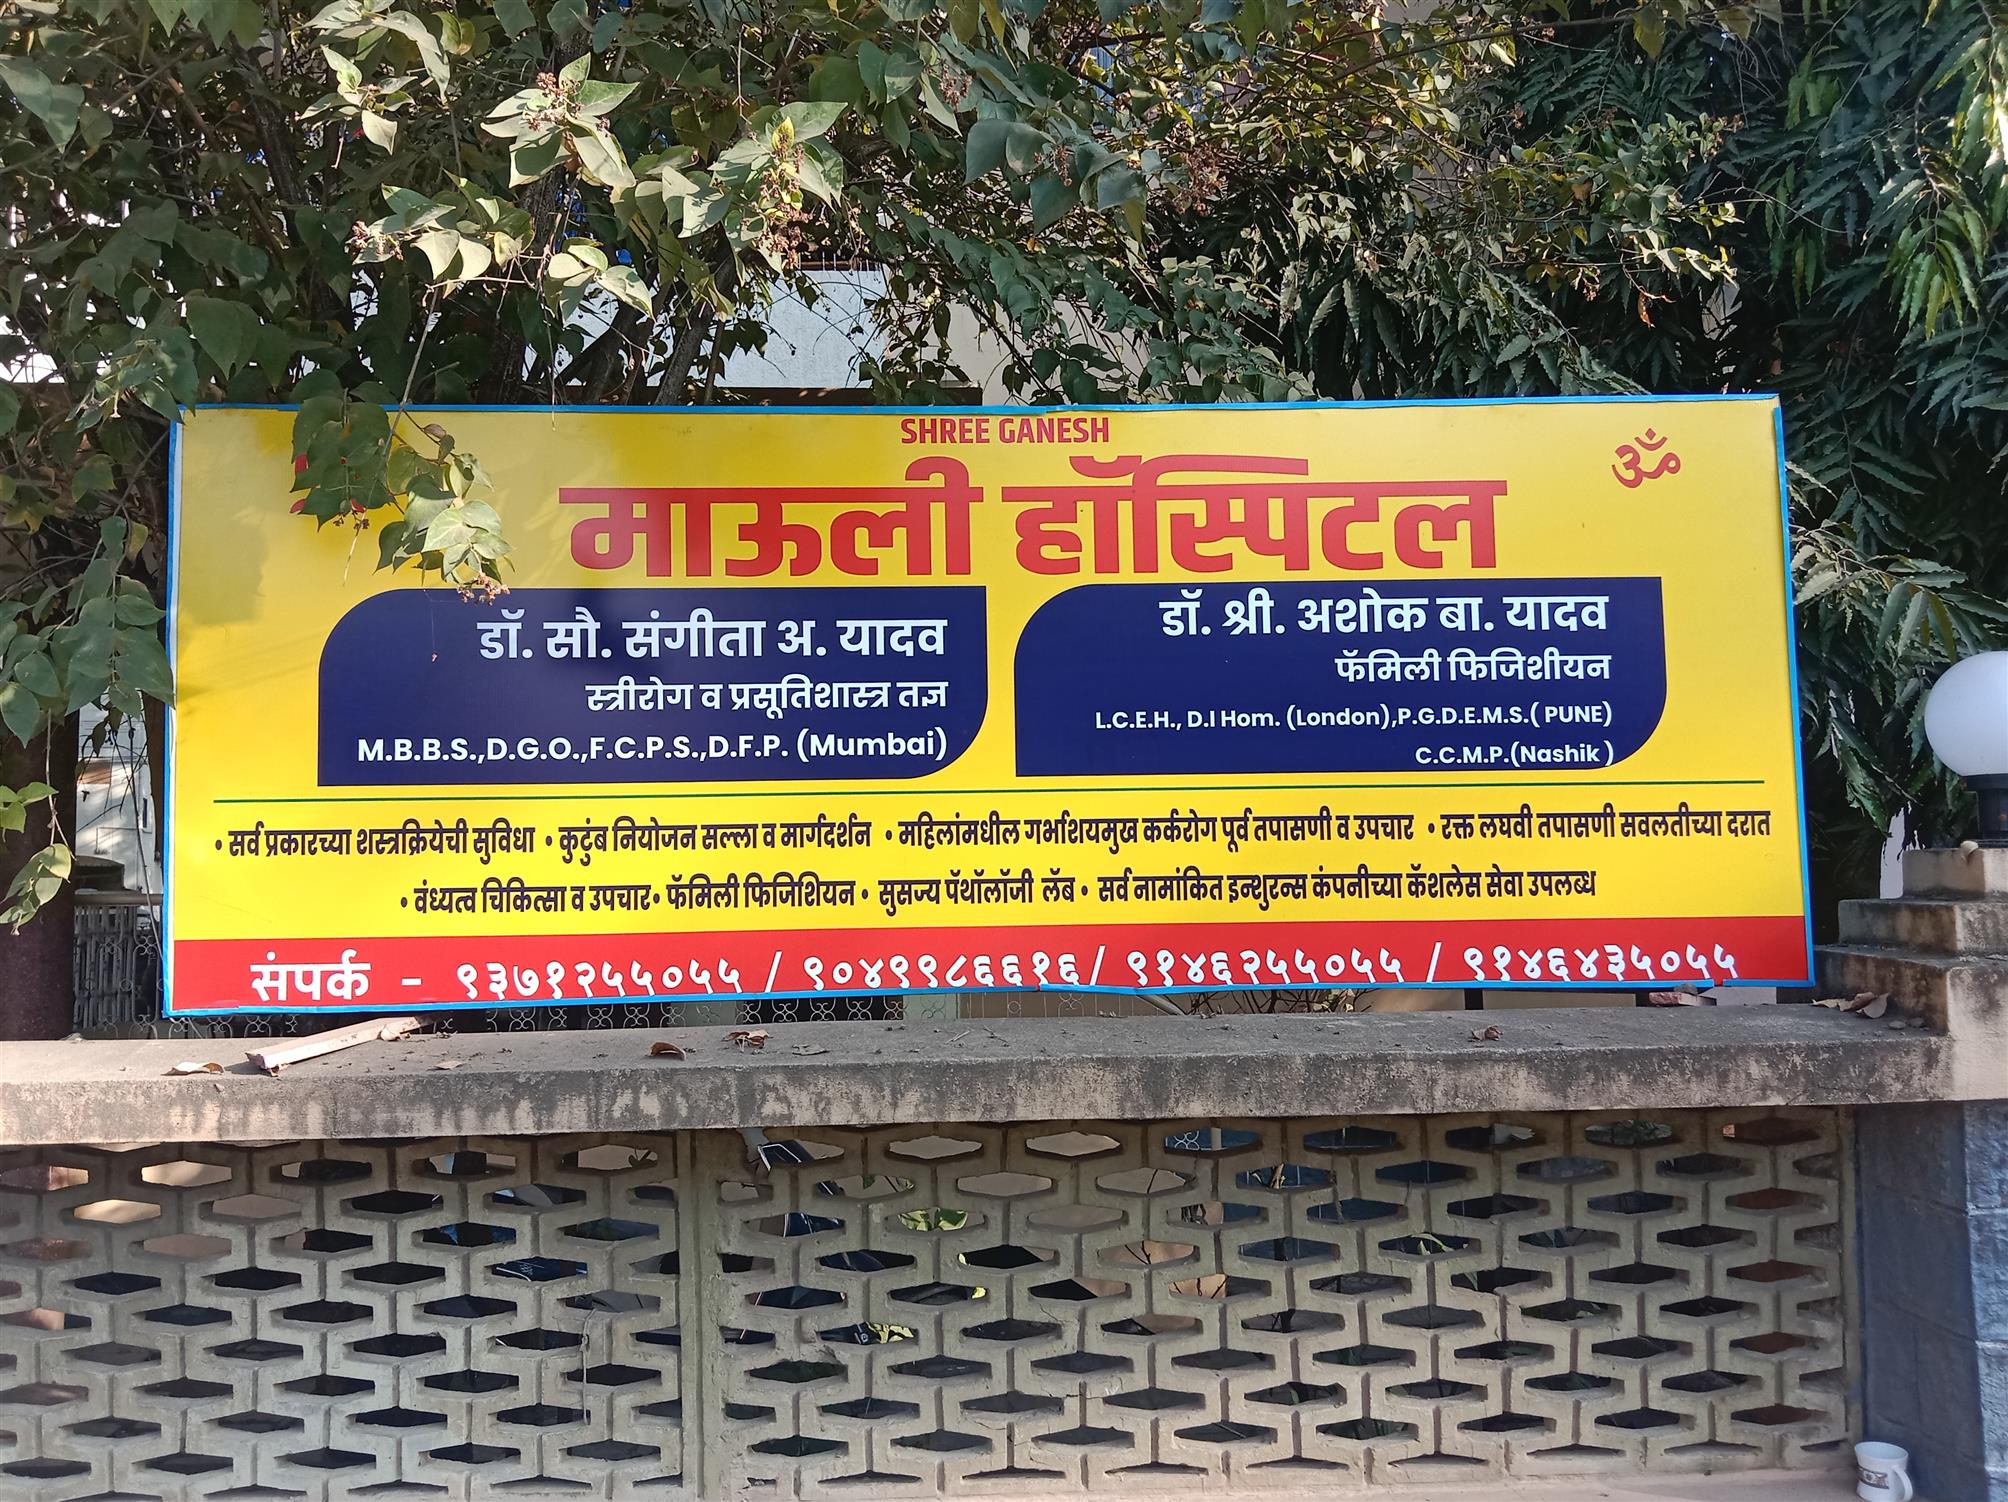 SHREE GANESH
ॐ
माऊली हॉस्पिटल
डॉ. सौ. संगीता अ. यादव
स्त्रीरोग व प्रसूतिशास्त्र तज्ञ
M.B.B.S.,D.G.O.,F.C.P.S.,D.F.P. (Mumbai)
डॉ. श्री. अशोक बा. यादव
फॅमिली फिजिशीयन
L.C.E.H., D.I Hom. (London),P.G.D.E.M.S.( PUNE)
C.C.M.P.(Nashik )
• सर्व प्रकारच्या शस्त्रक्रियेची सुविधा • कुटुंब नियोजन सल्ला व मार्गदर्शन • महिलांमधील गर्भाशयमुख कर्करोग पूर्व तपासणी व उपचार • रक्त लघवी तपासणी सवलतीच्या दरात
• वंध्यत्व चिकित्सा व उपचार • फॅमिली फिजिशियन • सुसज्य पॅथॉलॉजी लॅब • सर्व नामांकित इन्शुरन्स कंपनीच्या कॅशलेस सेवा उपलब्ध
संपर्क - ९३७१२५५०५५ / ९०४९९८६६१६ / ९१४६२५५०५५ / ९१४६४३५०५५